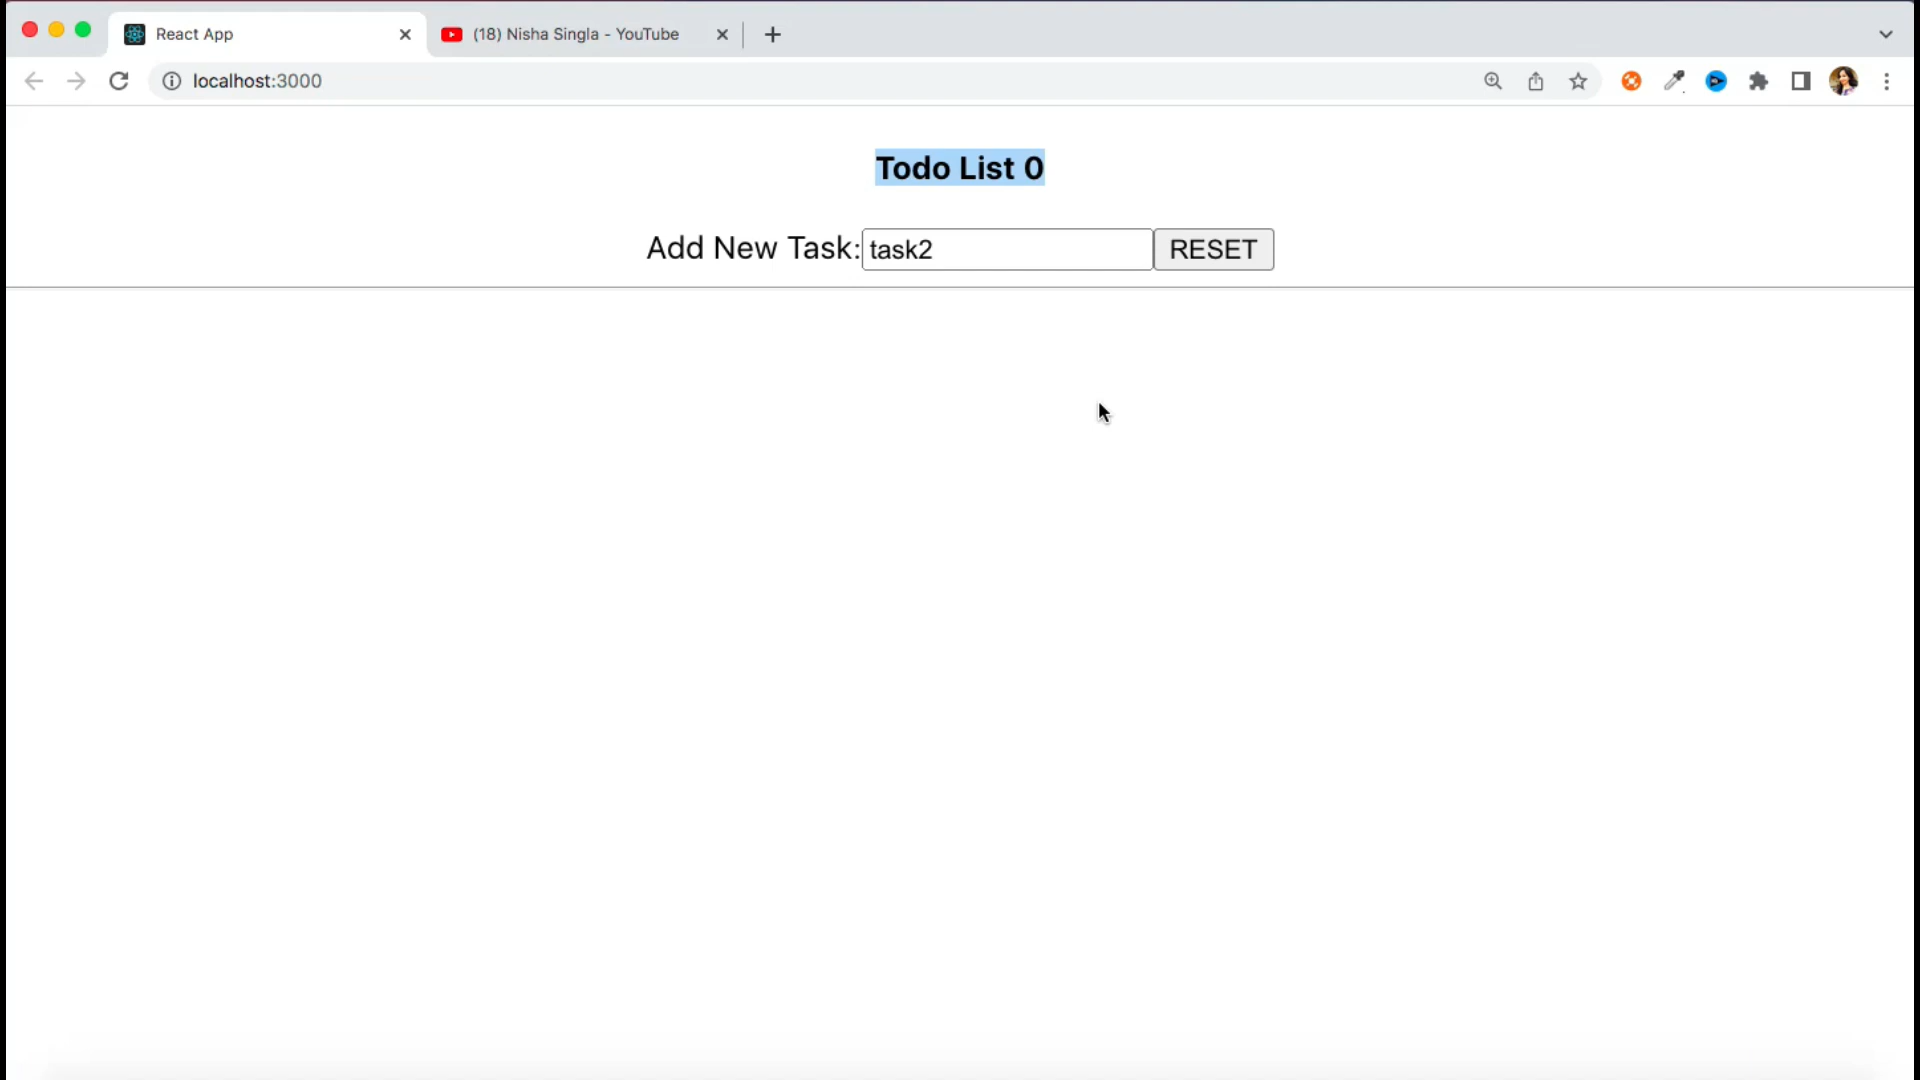 React App
(18) Nisha Singla - YouTube
localhost:3000
Todo List 0
Add New Task: task2 RESET